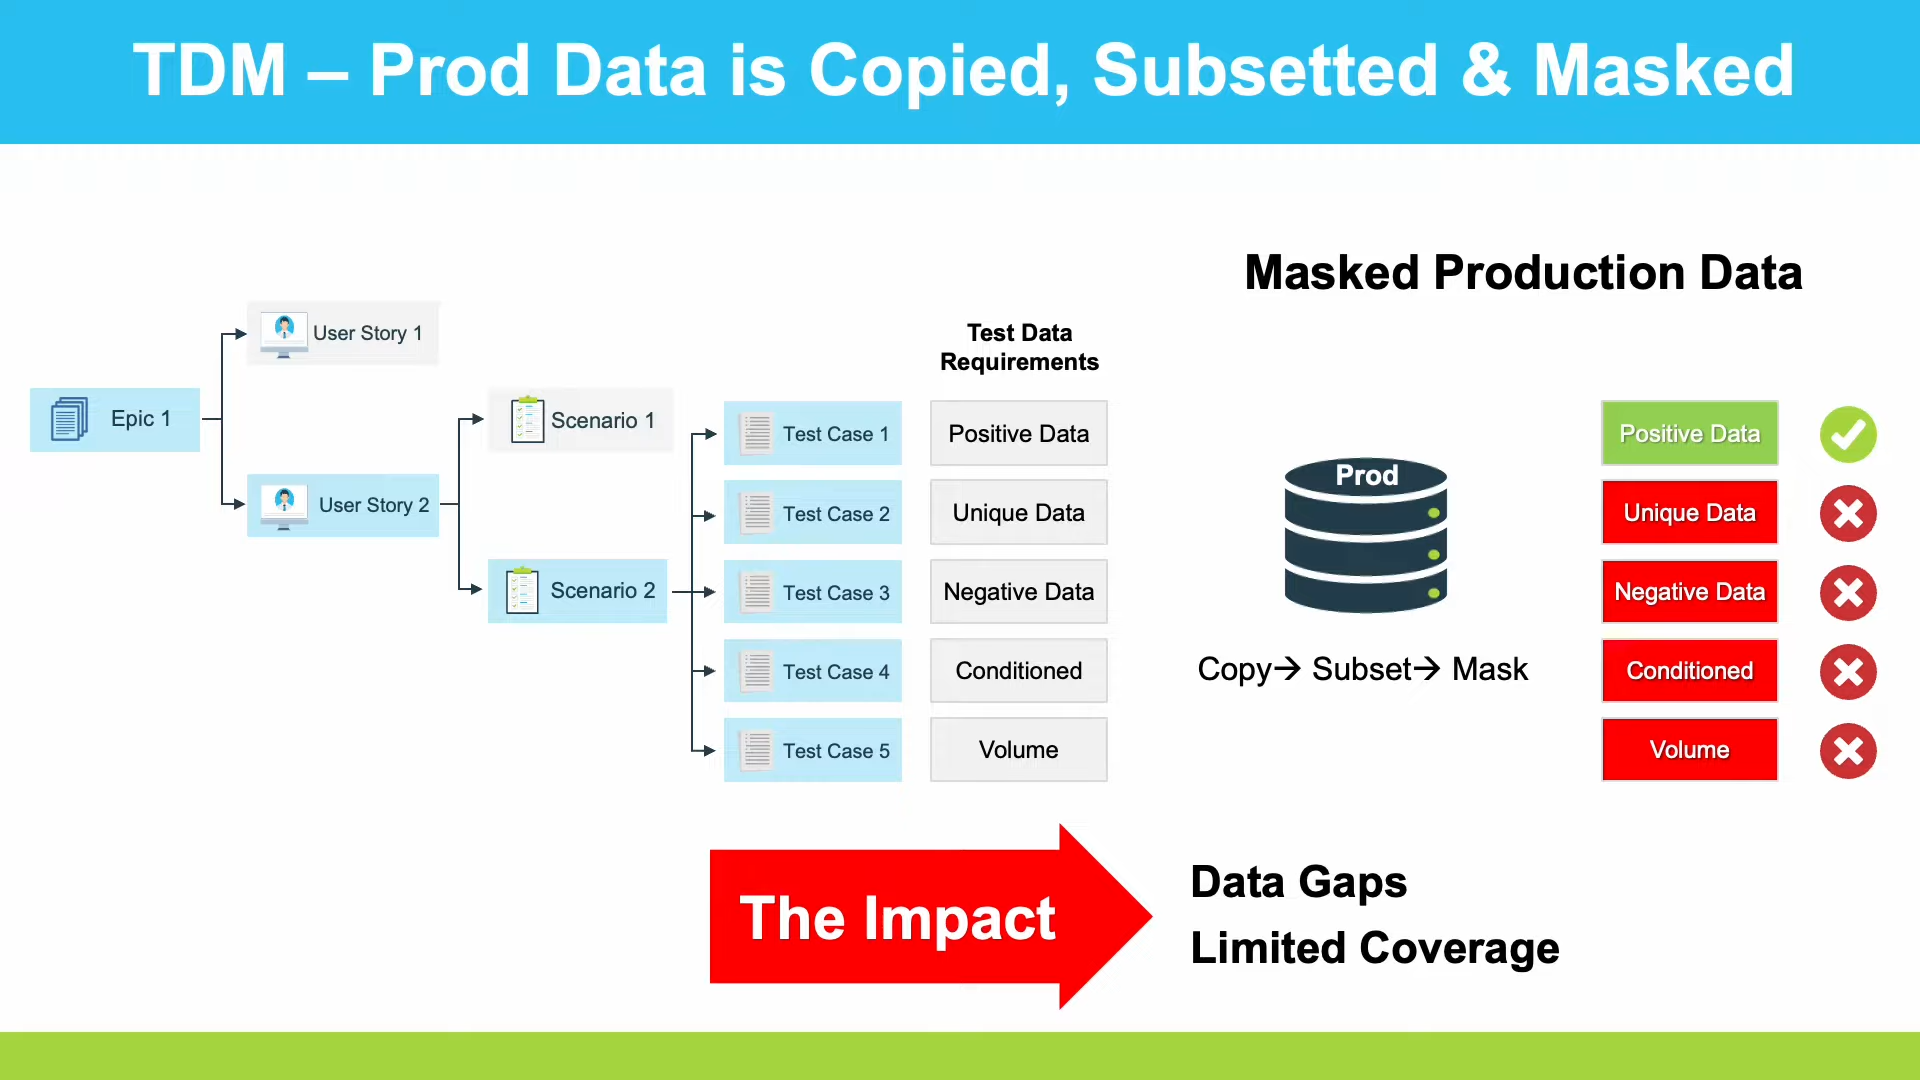 TDM – Prod Data is Copied, Subsetted & Masked
Masked Production Data
Test Data
Requirements
Epic 1
User Story 1
User Story 2
Scenario 1
Scenario 2
Test Case 1
Test Case 2
Test Case 3
Test Case 4
Test Case 5
Positive Data
Unique Data
Negative Data
Conditioned
Volume
Prod
Copy→ Subset→ Mask
Positive Data
Unique Data
Negative Data
Conditioned
Volume
The Impact
Data Gaps
Limited Coverage